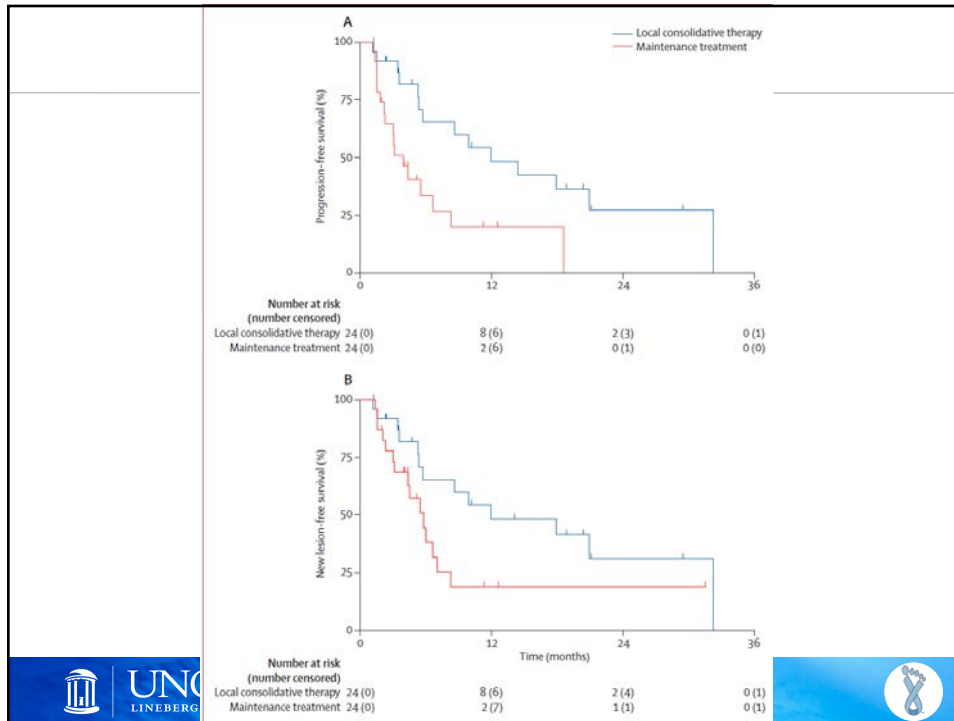 A
Local consolidative therapy
Maintenance treatment
100
75
50
25
0
Progression-free survival (%)
0 12 24 36
Number at risk
(number censored)
Local consolidative therapy 24 (0) 8 (6) 2 (3) 0 (1)
Maintenance treatment 24 (0) 2 (6) 0 (1) 0 (0)
B
100
75
50
25
0
New lesion-free survival (%)
0 12 24 36
Time (months)
Number at risk
(number censored)
Local consolidative therapy 24 (0) 8 (6) 2 (4) 0 (1)
Maintenance treatment 24 (0) 2 (7) 1 (1) 0 (1)
UNC
LINEBERG